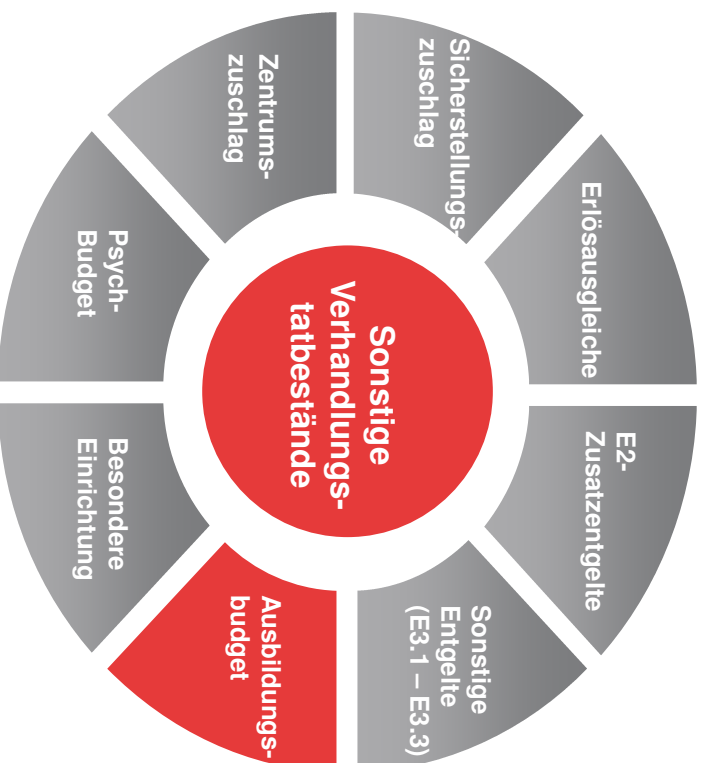 Sonstige
Verhandlungs-
tatbestände
Erlösausgleiche
E2-
Zusatzentgelte
Sonstige
Entgelte
(E3.1 – E3.3)
Ausbildungs-
budget
Besondere
Einrichtung
Psych-
Budget
Zentrums-
zuschlag
Sicherstellungs-
zuschlag